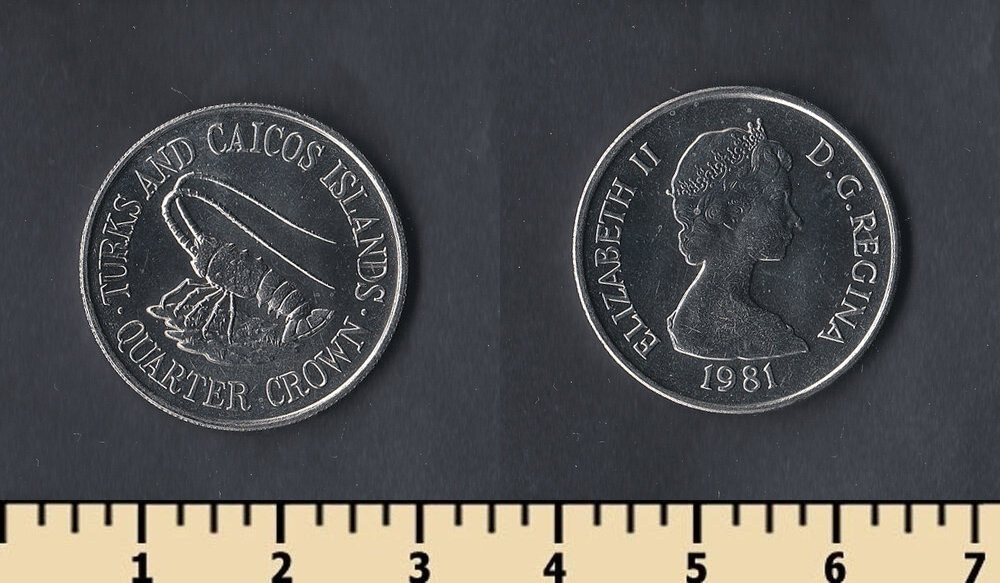 · TURKS AND CAICOS ISLANDS ·
QUARTER CROWN
ELIZABETH II
D.G.REGINA
1981
1 2 3 4 5 6 7